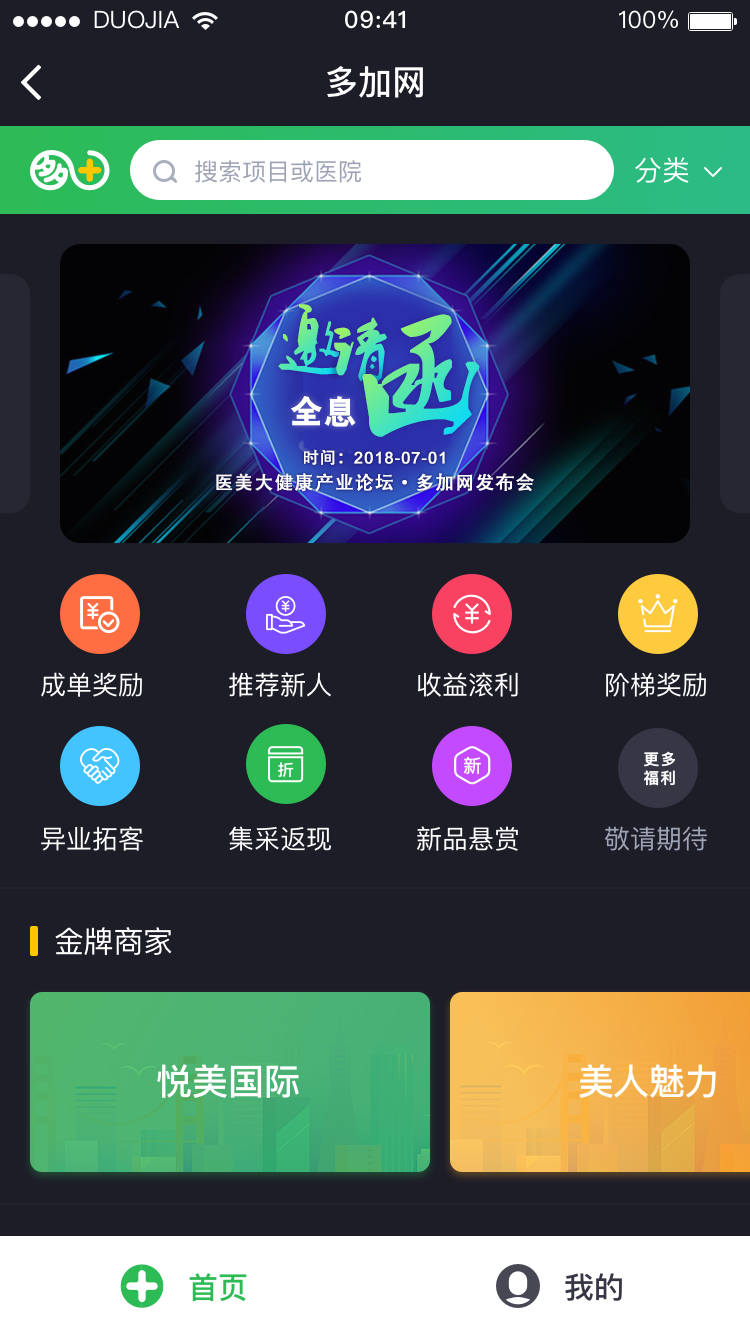 DUOJIA 09:41 100%
多加网
搜索项目或医院 分类
邀请函
全息
时间：2018-07-01
医美大健康产业论坛·多加网发布会
成单奖励 推荐新人 收益滚利 阶梯奖励
折 新 更多
福利
异业拓客 集采返现 新品悬赏 敬请期待
金牌商家
悦美国际 美人魅力
首页 我的